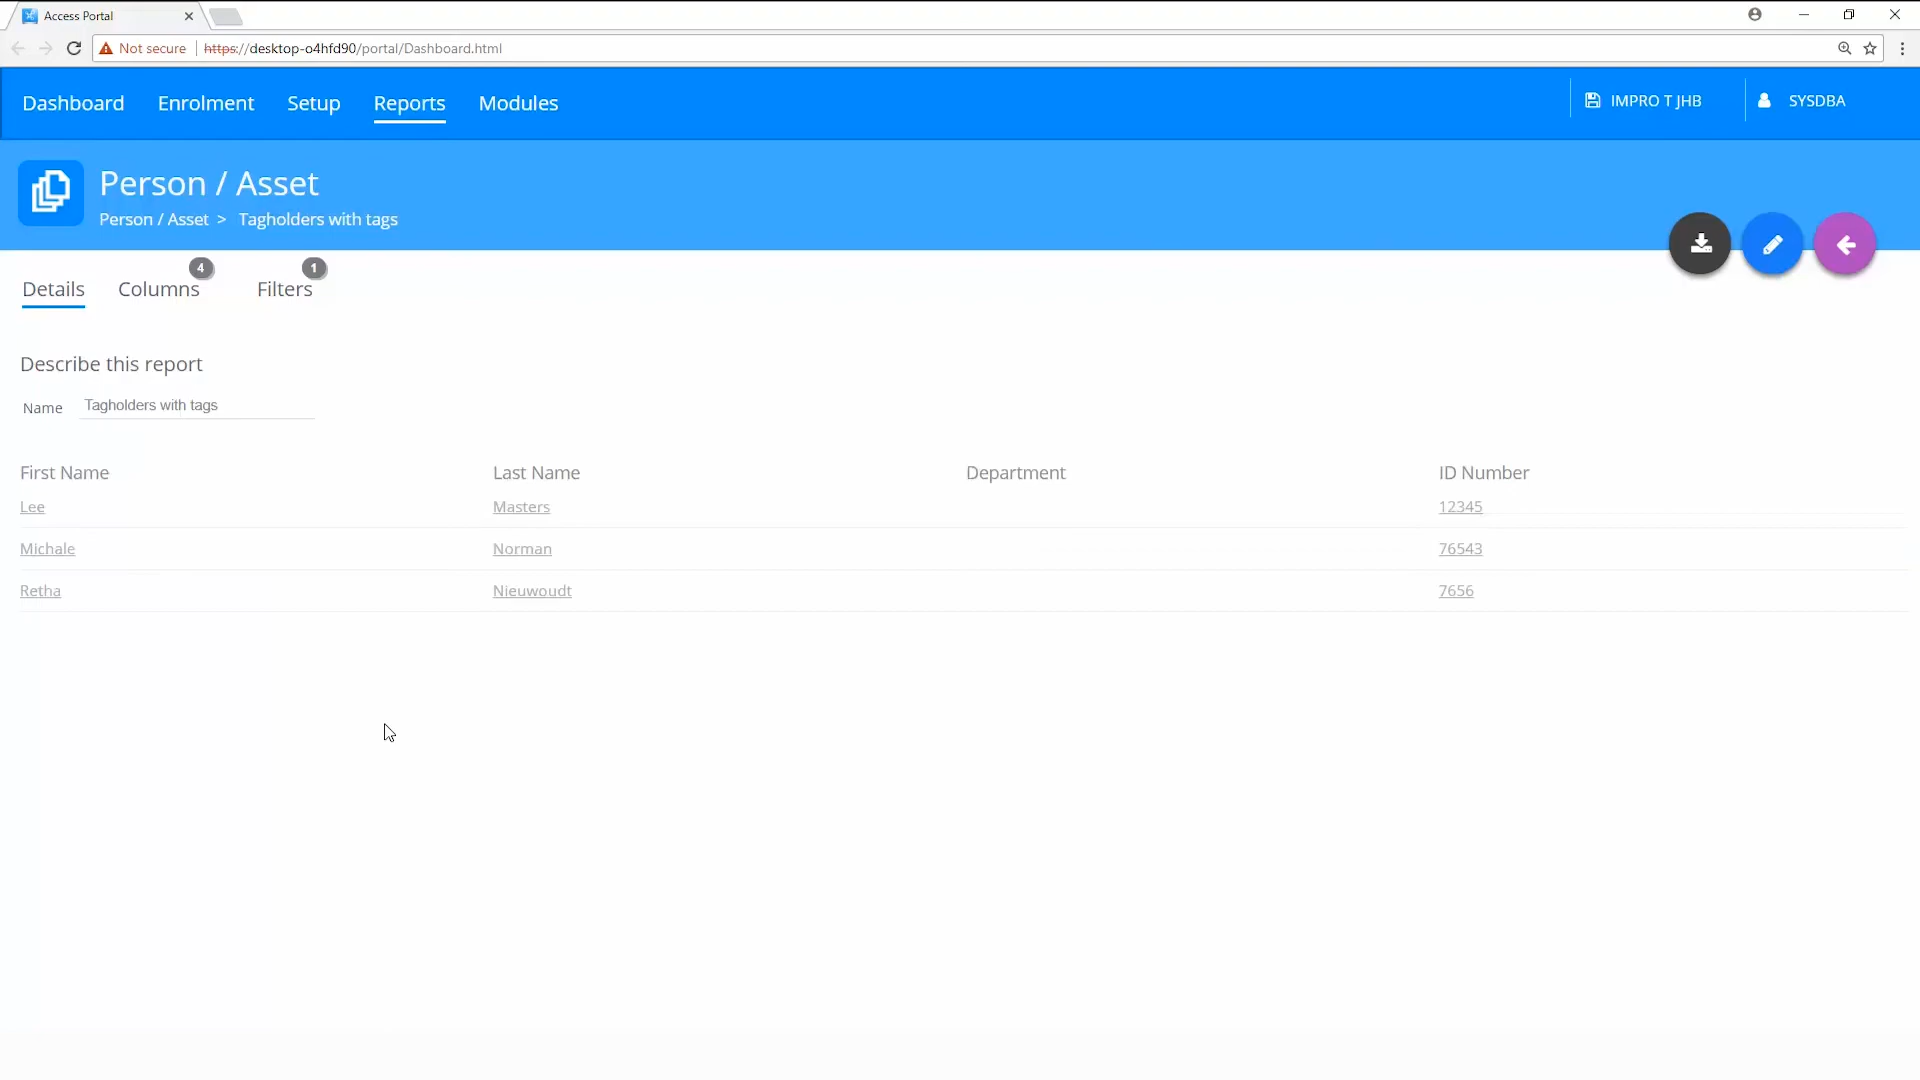 Access Portal
Not secure https://desktop-o4hfd90/portal/Dashboard.html
Dashboard Enrolment Setup Reports Modules IMPRO T JHB SYSDBA
Person / Asset
Person / Asset > Tagholders with tags
4 1
Details Columns Filters
Describe this report
Name Tagholders with tags
First Name Last Name Department ID Number
Lee Masters 12345
Michale Norman 76543
Retha Nieuwoudt 7656